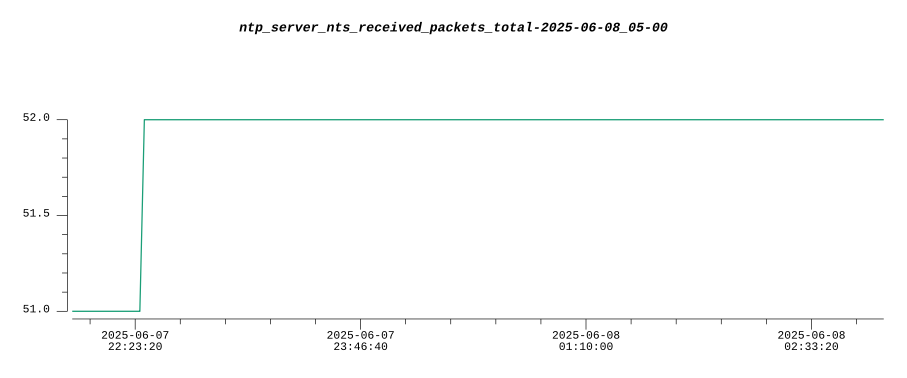 ntp_server_nts_received_packets_total-2025-06-08_05-00
52.0
51.5
51.0
2025-06-07 2025-06-07 2025-06-08 2025-06-08
22:23:20 23:46:40 01:10:00 02:33:20